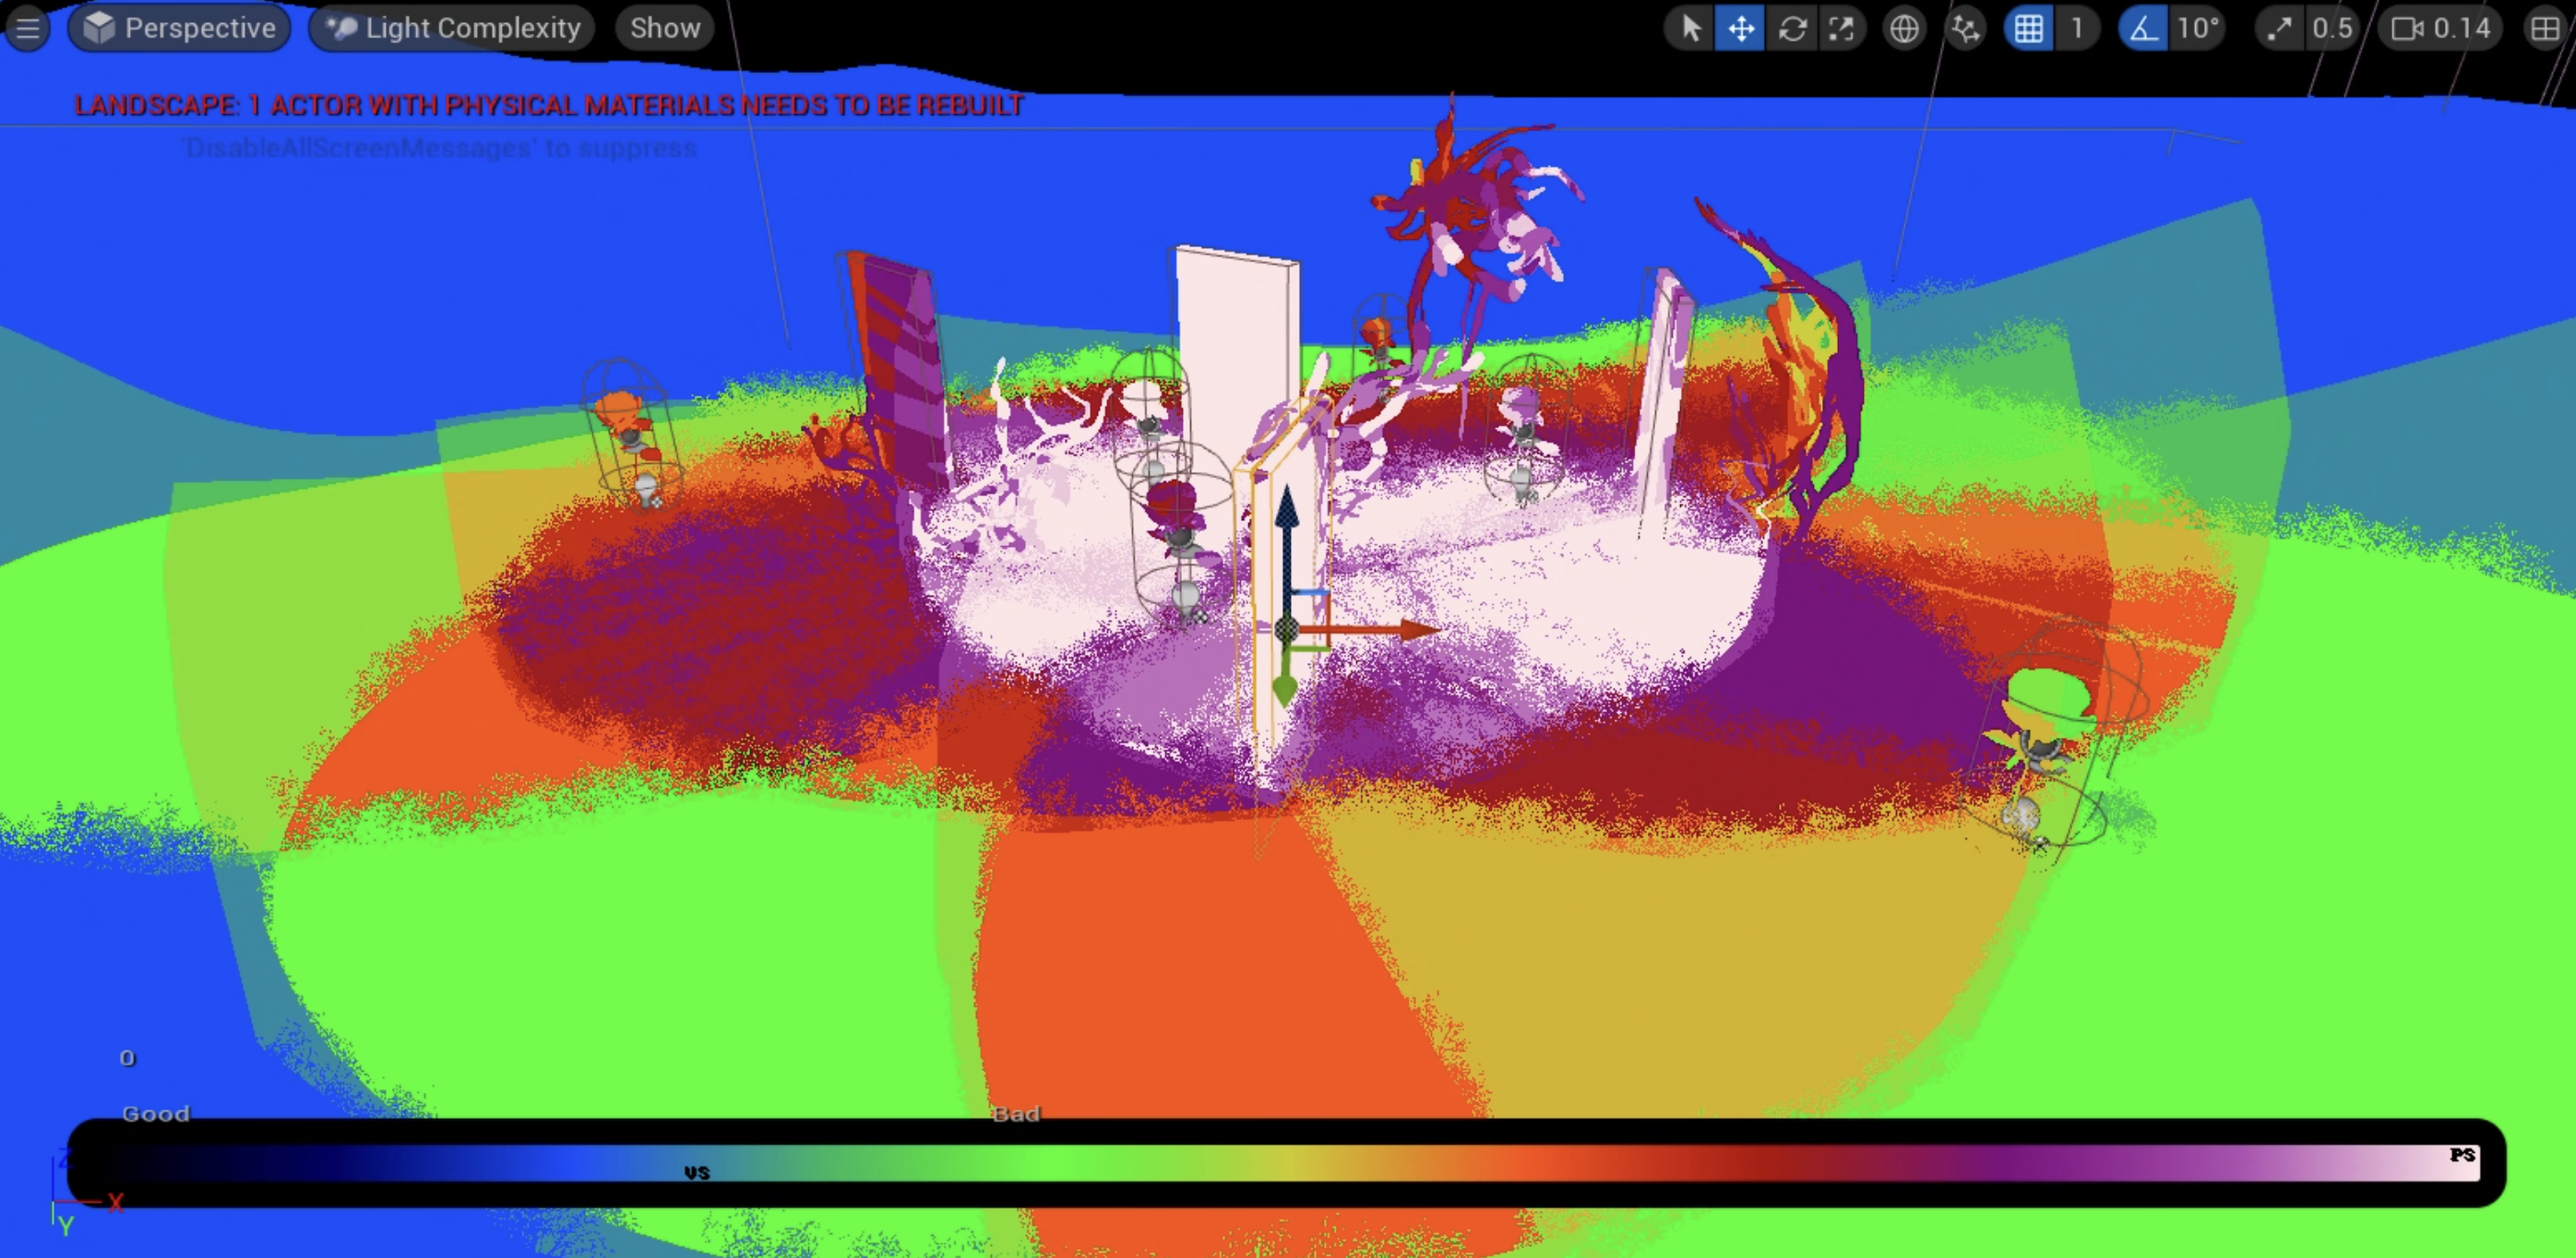 Perspective
Light Complexity
Show
1
10°
0.5
0.14
LANDSCAPE: 1 ACTOR WITH PHYSICAL MATERIALS NEEDS TO BE REBUILT
'DisableAllScreenMessages' to suppress
0
Good
Bad
VS
PS
Z
X
Y